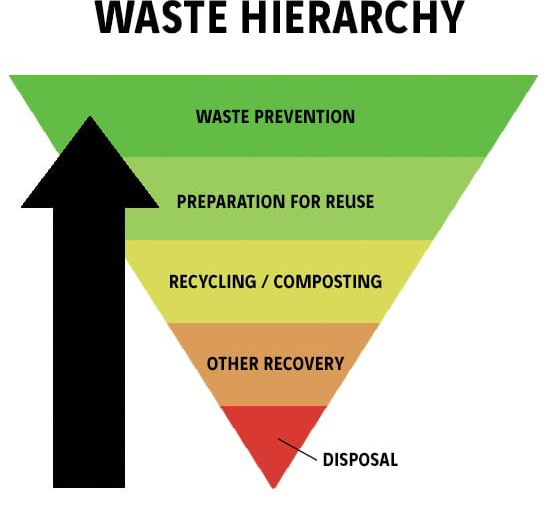 WASTE HIERARCHY
WASTE PREVENTION
PREPARATION FOR REUSE
RECYCLING / COMPOSTING
OTHER RECOVERY
DISPOSAL